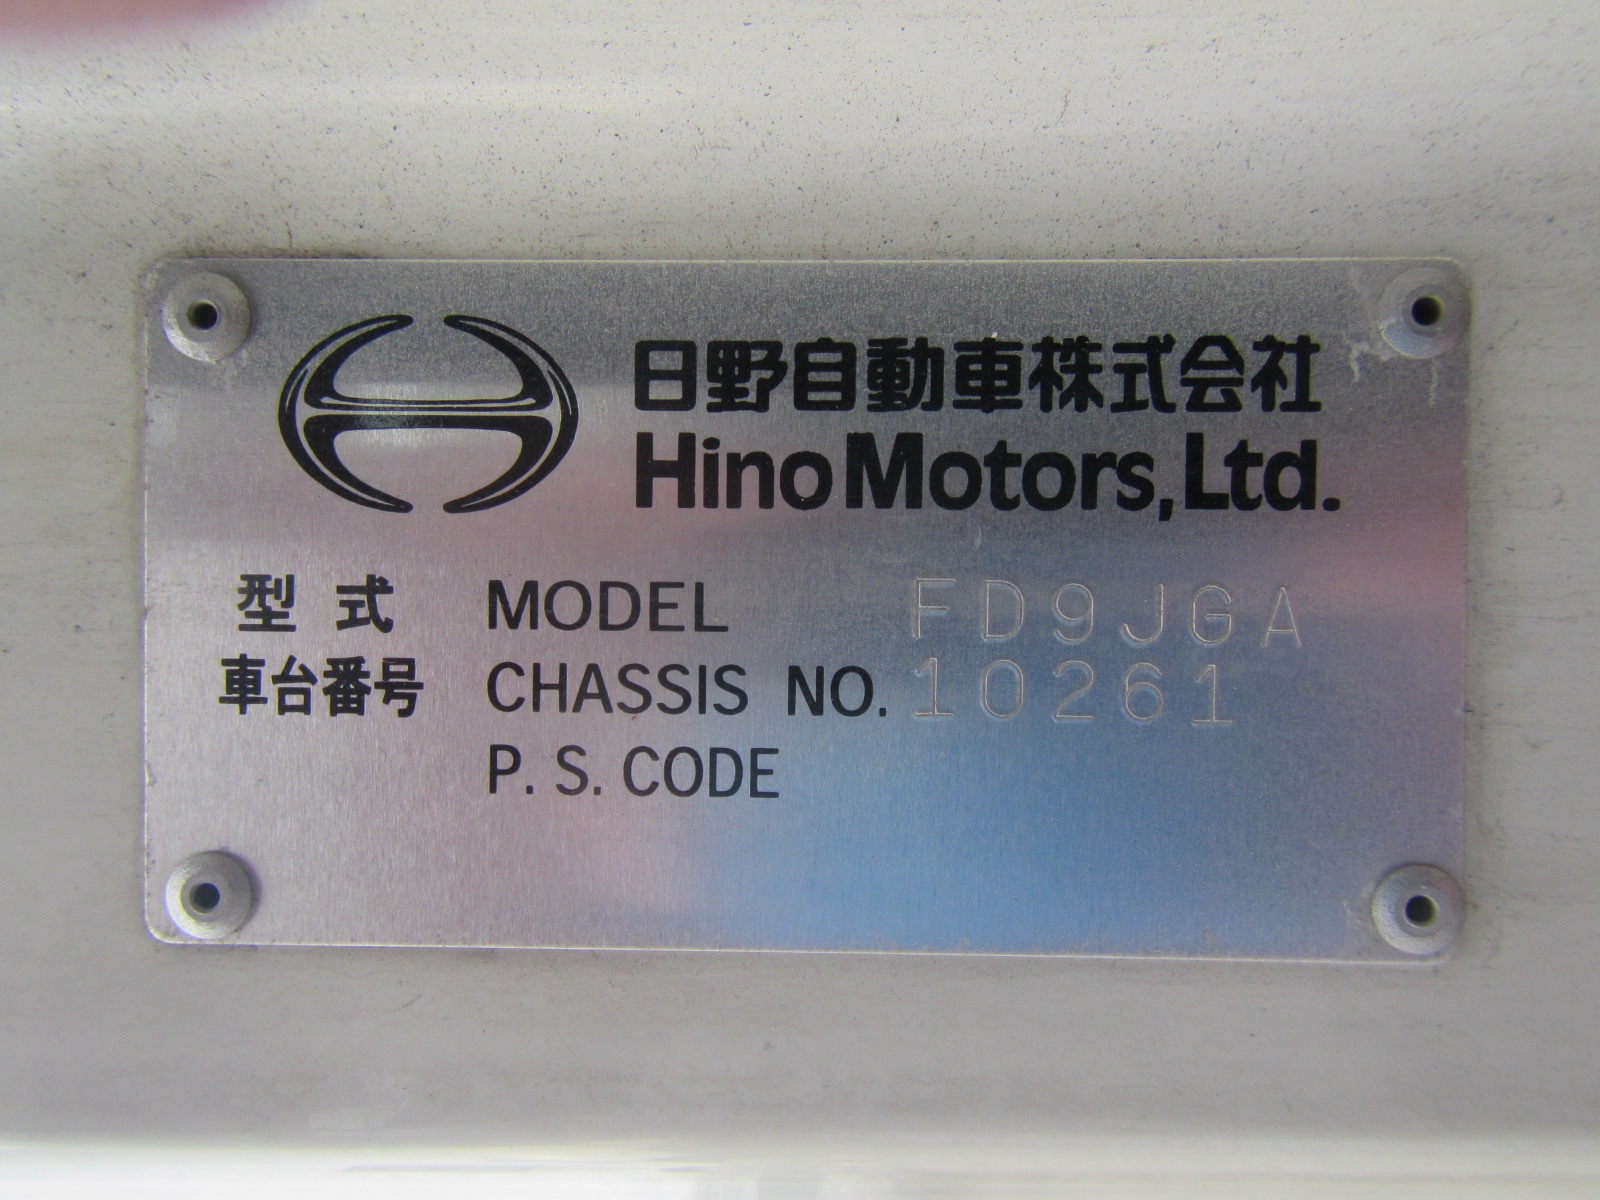 日野自動車株式会社
Hino Motors, Ltd.
型式 MODEL FD9JGA
車台番号 CHASSIS NO. 10261
P. S. CODE